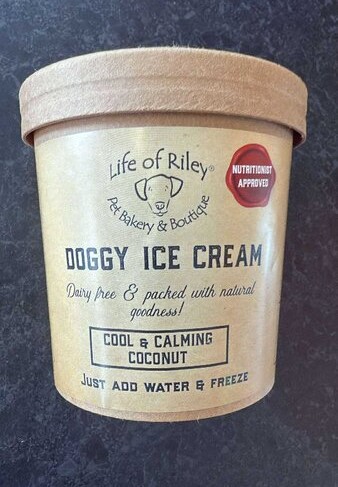 Life of Riley®
Pet Bakery & Boutique
NUTRITIONIST
APPROVED
DOGGY ICE CREAM
Dairy free & packed with natural
goodness!
COOL & CALMING
COCONUT
JUST ADD WATER & FREEZE